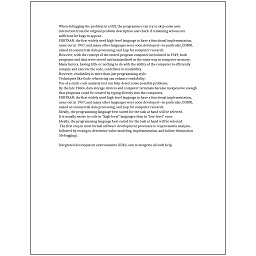 When debugging the problem in a GUI, the programmer can try to skip some user
interaction from the original problem description and check if remaining actions are
sufficient for bugs to appear.
FORTRAN, the first widely used high-level language to have a functional implementation,
came out in 1957, and many other languages were soon developed—in particular, COBOL
aimed at commercial data processing, and Lisp for computer research.
However, with the concept of the stored-program computer introduced in 1949, both
programs and data were stored and manipulated in the same way in computer memory.
Many factors, having little or nothing to do with the ability of the computer to efficiently
compile and execute the code, contribute to readability.
However, readability is more than just programming style.
Techniques like Code refactoring can enhance readability.
Use of a static code analysis tool can help detect some possible problems.
By the late 1960s, data storage devices and computer terminals became inexpensive enough
that programs could be created by typing directly into the computers.
FORTRAN, the first widely used high-level language to have a functional implementation,
came out in 1957, and many other languages were soon developed—in particular, COBOL
aimed at commercial data processing, and Lisp for computer research.
Ideally, the programming language best suited for the task at hand will be selected.
It is usually easier to code in "high-level" languages than in "low-level" ones.
Ideally, the programming language best suited for the task at hand will be selected.
The first step in most formal software development processes is requirements analysis,
followed by testing to determine value modeling, implementation, and failure elimination
(debugging).
Integrated development environments (IDEs) aim to integrate all such help.